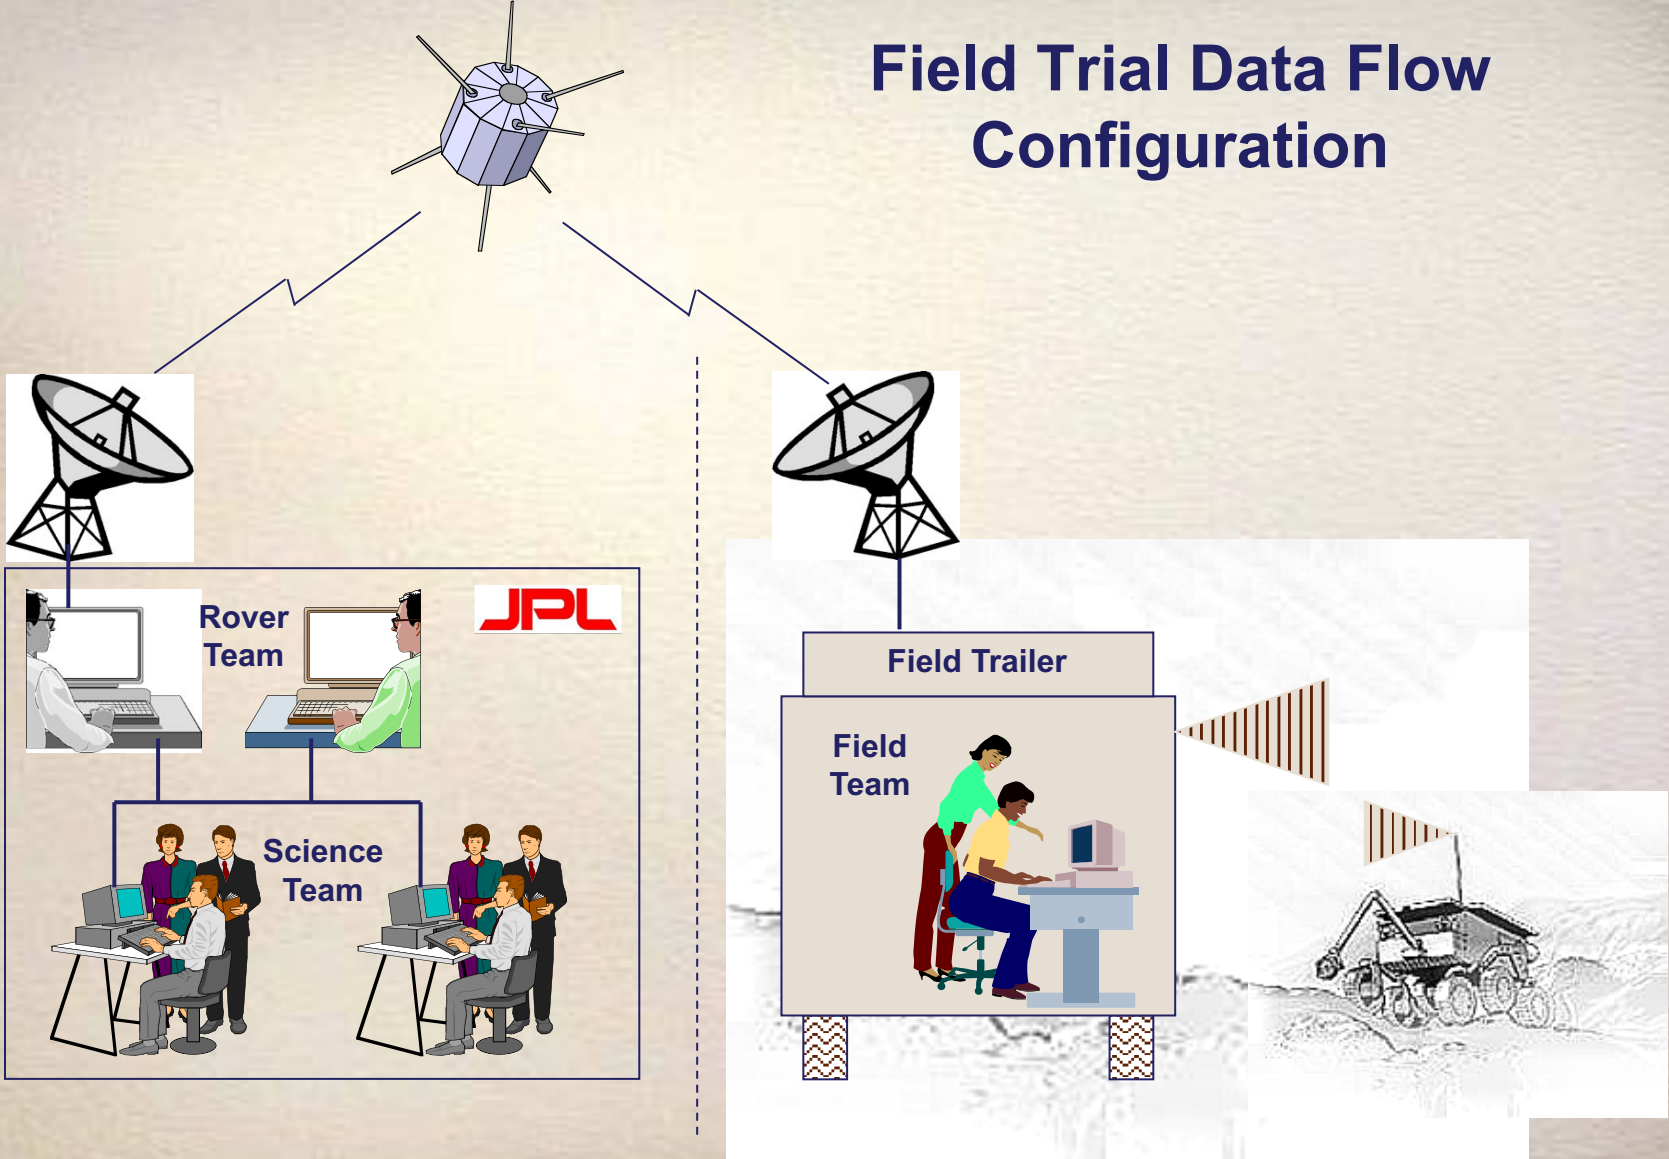 Field Trial Data Flow
Configuration
Rover
Team
JPL
Science
Team
Field Trailer
Field
Team